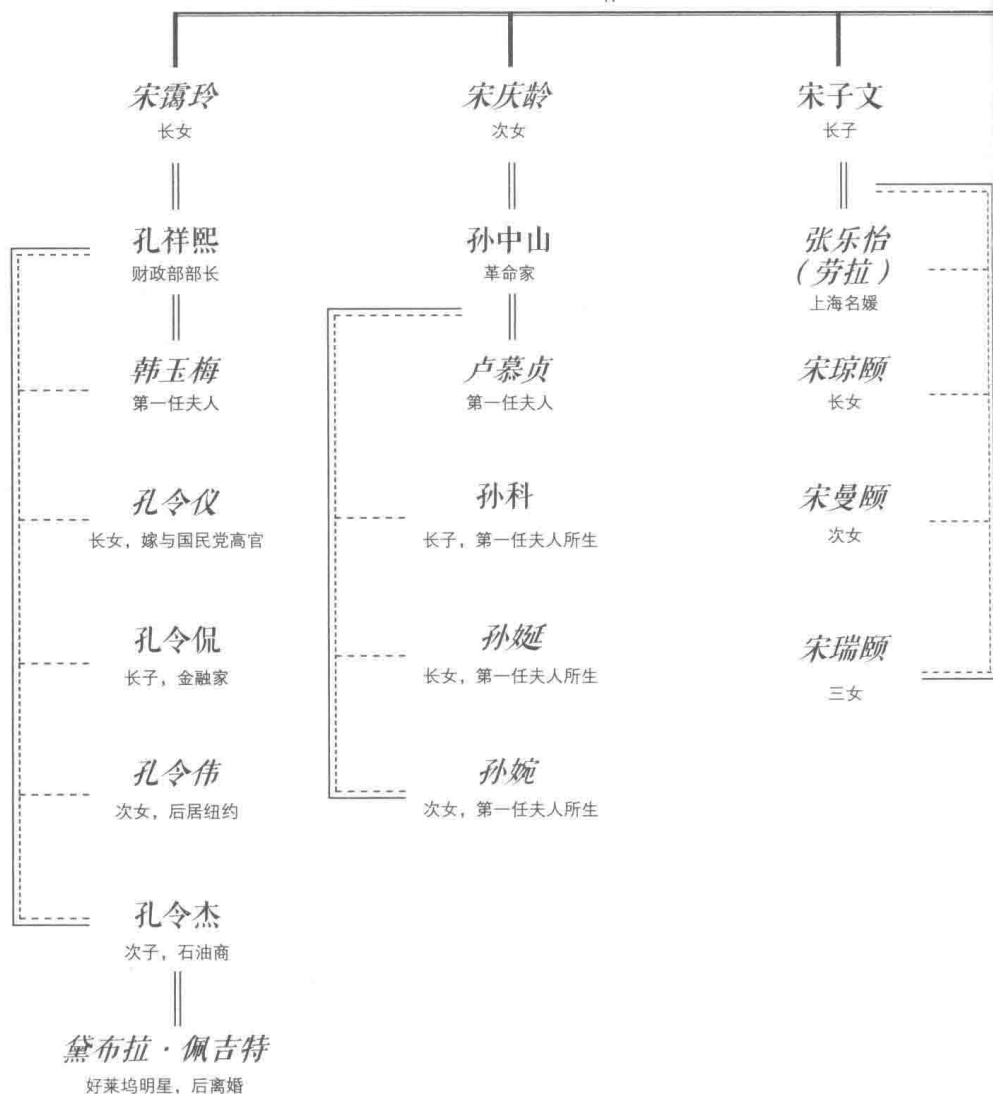 宋霭玲
长女
孔祥熙
财政部部长
韩玉梅
第一任夫人
孔令仪
长女，嫁与国民党高官
孔令侃
长子，金融家
孔令伟
次女，后居纽约
孔令杰
次子，石油商
黛布拉·佩吉特
好莱坞明星，后离婚
宋庆龄
次女
孙中山
革命家
卢慕贞
第一任夫人
孙科
长子，第一任夫人所生
孙娫
长女，第一任夫人所生
孙婉
次女，第一任夫人所生
宋子文
长子
张乐怡
（劳拉）
上海名媛
宋琼颐
长女
宋曼颐
次女
宋瑞颐
三女